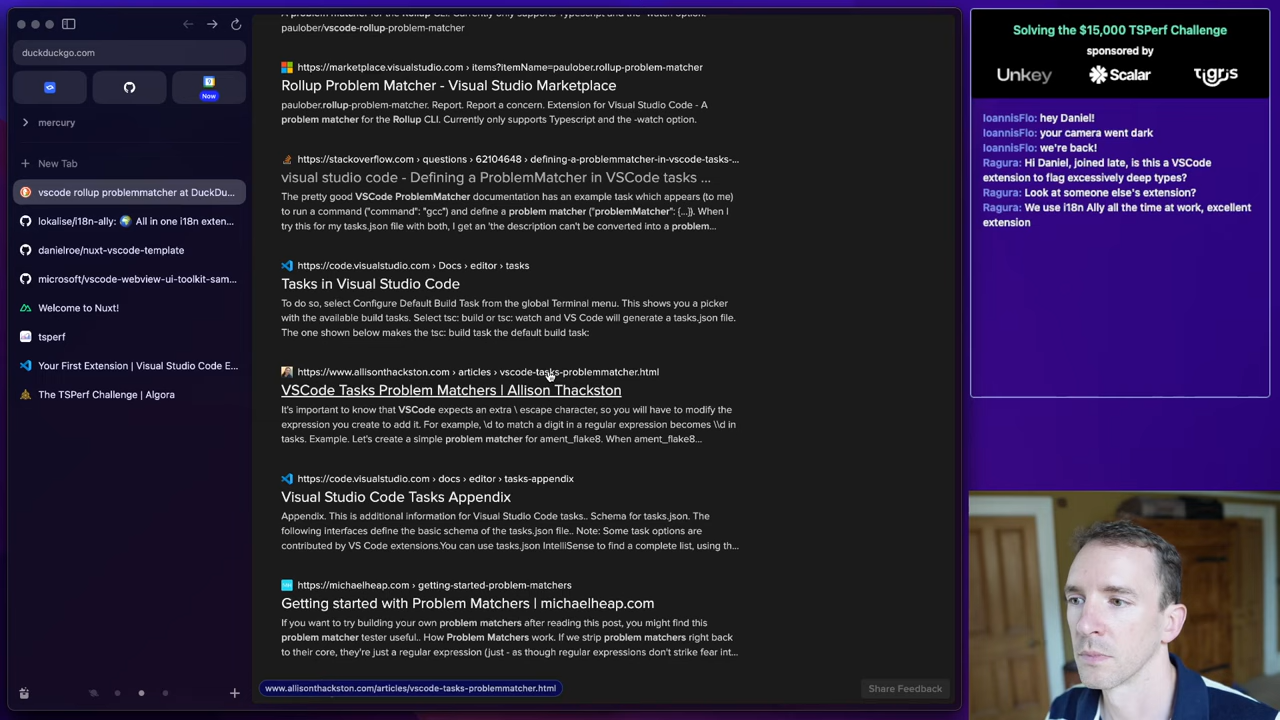 duckduckgo.com
Now
mercury
New Tab
vscode rollup problemmatcher at DuckDu...
lokalise/i18n-ally: 🌍 All in one i18n exten...
danielroe/nuxt-vscode-template
microsoft/vscode-webview-ui-toolkit-sam...
Welcome to Nuxt!
tsperf
Your First Extension | Visual Studio Code E...
The TSPerf Challenge | Algora
A problem matcher for the Rollup CLI. Currently only supports Typescript and the -watch option.
paulober/vscode-rollup-problem-matcher
https://marketplace.visualstudio.com › items?itemName=paulober.rollup-problem-matcher
Rollup Problem Matcher - Visual Studio Marketplace
paulober.rollup-problem-matcher. Report. Report a concern. Extension for Visual Studio Code - A
problem matcher for the Rollup CLI. Currently only supports Typescript and the -watch option.
https://stackoverflow.com › questions › 62104648 › defining-a-problemmatcher-in-vscode-tasks-...
visual studio code - Defining a ProblemMatcher in VSCode tasks ...
The pretty good VSCode ProblemMatcher documentation has an example task which appears (to me)
to run a command ("command": "gcc") and define a problem matcher ("problemMatcher": {...}). When I
try this for my tasks.json file with both, I get an 'the description can't be converted into a problem...
https://code.visualstudio.com › Docs › editor › tasks
Tasks in Visual Studio Code
To do so, select Configure Default Build Task from the global Terminal menu. This shows you a picker
with the available build tasks. Select tsc: build or tsc: watch and VS Code will generate a tasks.json file.
The one shown below makes the tsc: build task the default build task:
https://www.allisonthackston.com › articles › vscode-tasks-problemmatcher.html
VSCode Tasks Problem Matchers | Allison Thackston
It's important to know that VSCode expects an extra \ escape character, so you will have to modify the
expression you create to add it. For example, \d to match a digit in a regular expression becomes \\d in
tasks. Example. Let's create a simple problem matcher for ament_flake8. When ament_flake8...
https://code.visualstudio.com › docs › editor › tasks-appendix
Visual Studio Code Tasks Appendix
Appendix. This is additional information for Visual Studio Code tasks.. Schema for tasks.json. The
following interfaces define the basic schema of the tasks.json file.. Note: Some task options are
contributed by VS Code extensions.You can use tasks.json IntelliSense to find a complete list, using th...
https://michaelheap.com › getting-started-problem-matchers
Getting started with Problem Matchers | michaelheap.com
If you want to try building your own problem matchers after reading this post, you might find this
problem matcher tester useful.. How Problem Matchers work. If we strip problem matchers right back
to their core, they're just a regular expression (just - as though regular expressions don't strike fear int...
www.allisonthackston.com/articles/vscode-tasks-problemmatcher.html
Share Feedback
Solving the $15,000 TSPerf Challenge
sponsored by
Unkey
Scalar
tigris
IoannisFlo: hey Daniel!
IoannisFlo: your camera went dark
IoannisFlo: we're back!
Ragura: Hi Daniel, joined late, is this a VSCode
extension to flag excessively deep types?
Ragura: Look at someone else's extension?
Ragura: We use i18n Ally all the time at work, excellent
extension